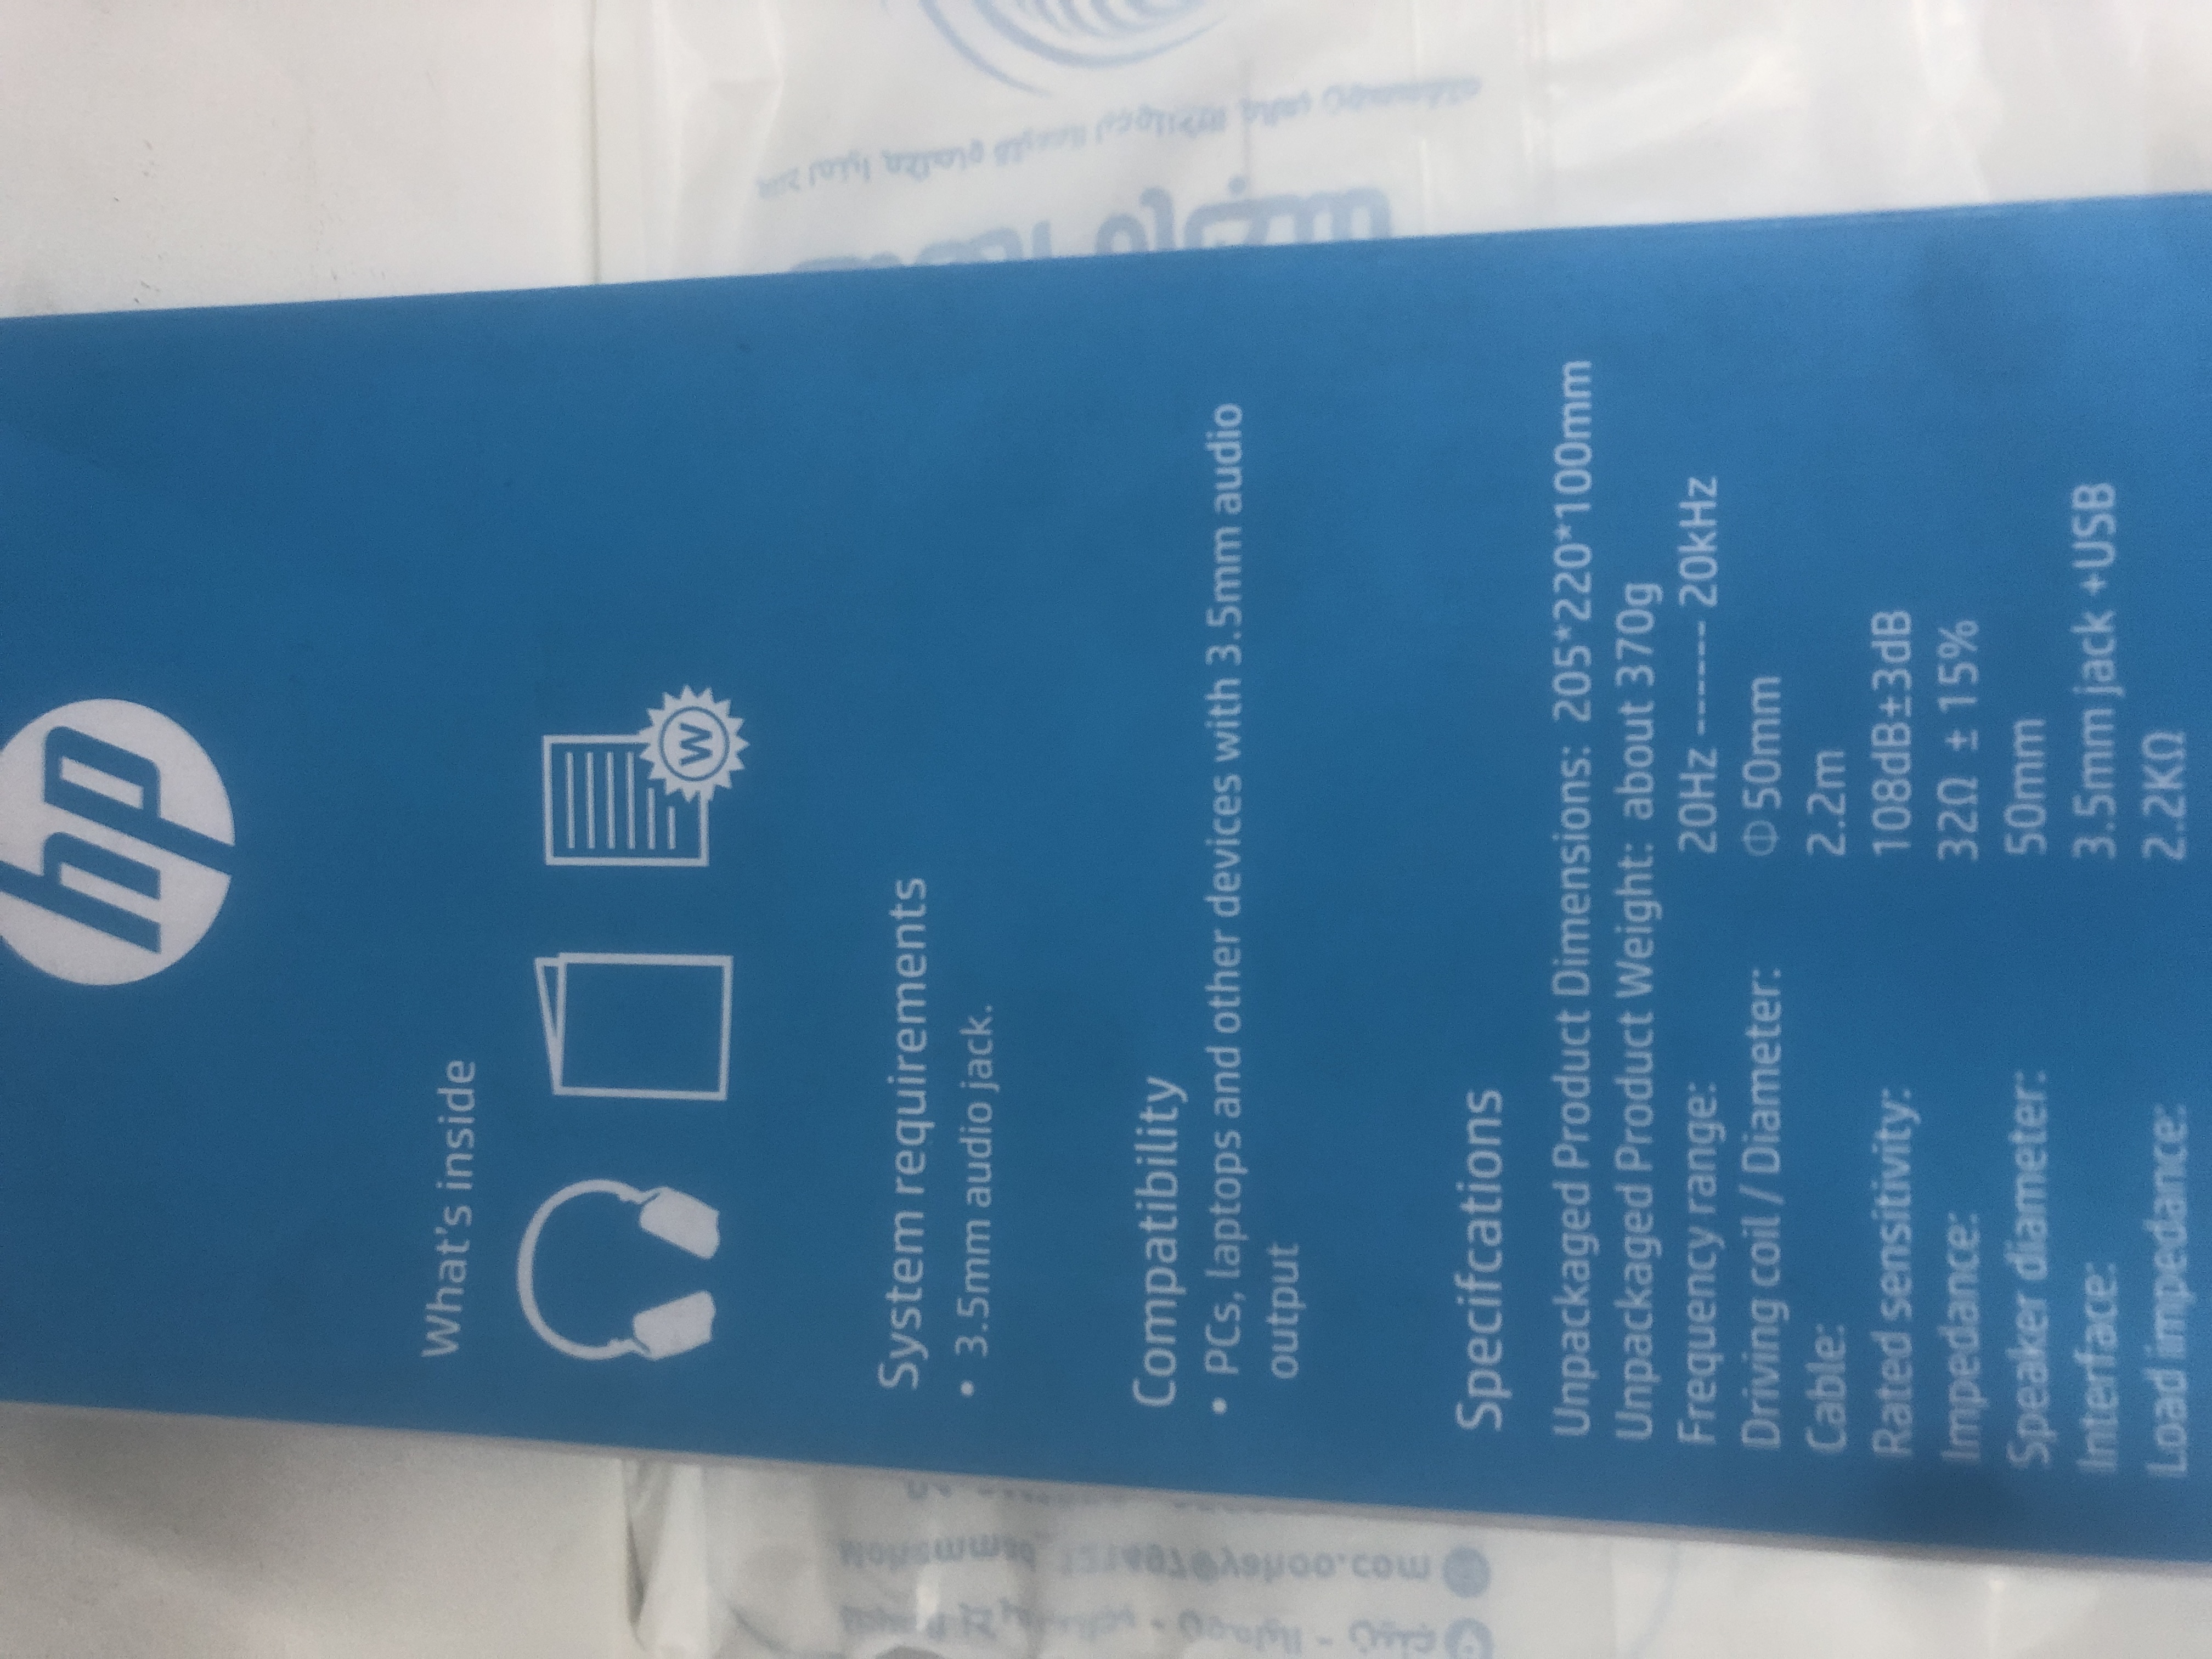 hp
What's inside
W
System requirements
• 3.5mm audio jack.
Compatibility
• PCs, laptops and other devices with 3.5mm audio
output
Specifcations
Unpackaged Product Dimensions: 205*220*100mm
Unpackaged Product Weight: about 370g
Frequency range: 20Hz ------- 20kHz
Driving coil / Diameter: Φ50mm
Cable: 2.2m
Rated sensitivity: 108dB±3dB
Impedance: 32Ω ± 15%
Speaker diameter: 50mm
Interface: 3.5mm jack +USB
Load impedance: 2.2KΩ